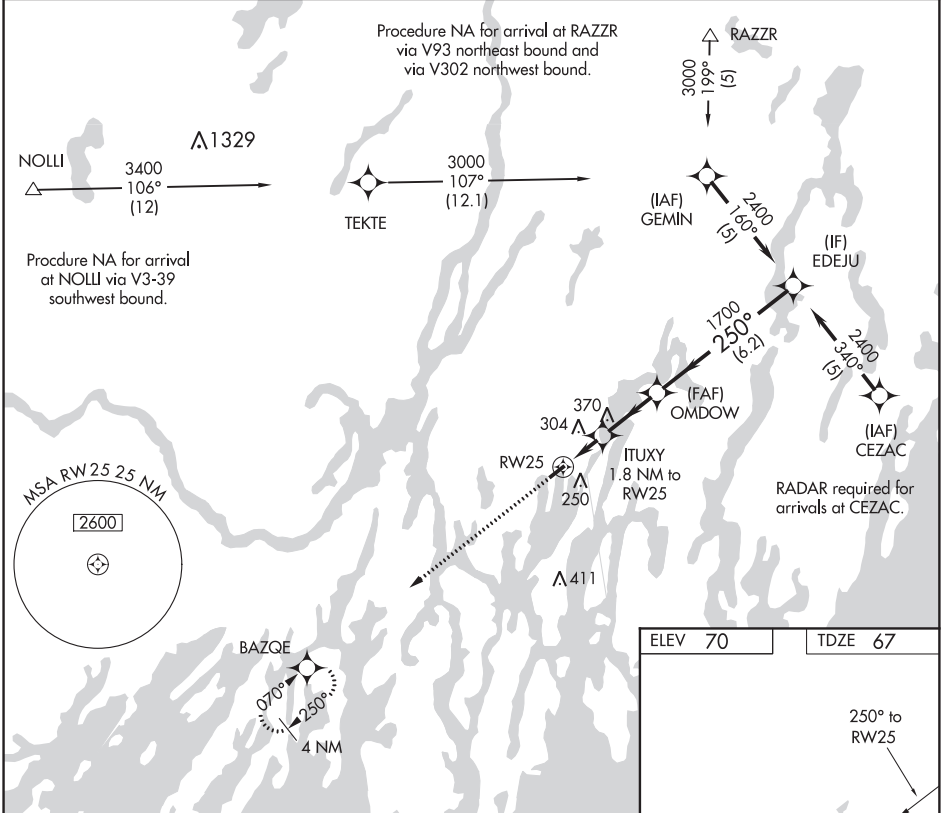 Procedure NA for arrival at RAZZR
via V93 northeast bound and
via V302 northwest bound.
RAZZR
3000
199°
(5)
1329
NOLLI
3400
106°
(12)
3000
107°
(12.1)
TEKTE
(IAF)
GEMIN
2400
160°
(5)
(IF)
EDEJU
Procdure NA for arrival
at NOLLI via V3-39
southwest bound.
1700
250°
(6.2)
2400
340°
(5)
(FAF)
OMDOW
(IAF)
CEZAC
370
304
ITUXY
1.8 NM to
RW25
RW25
250
RADAR required for
arrivals at CEZAC.
MSA RW25 25 NM
2600
411
BAZQE
070°
250°
4 NM
ELEV 70
TDZE 67
250° to
RW25